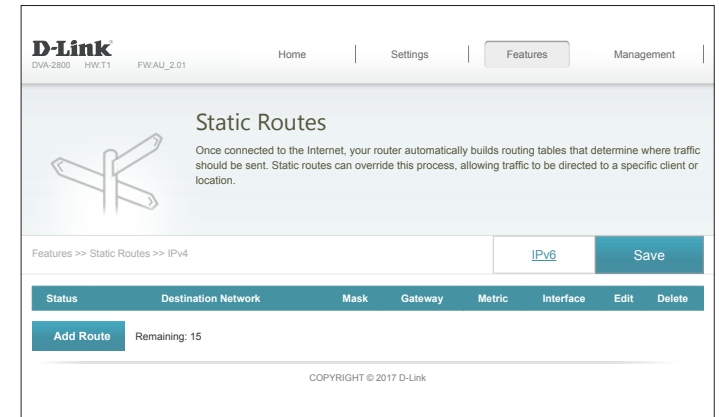 D-Link
DVA-2800 HW:T1 FW:AU_2.01
Home Settings Features Management
Static Routes
Once connected to the Internet, your router automatically builds routing tables that determine where traffic
should be sent. Static routes can override this process, allowing traffic to be directed to a specific client or
location.
Features >> Static Routes >> IPv4
IPv6
Save
Status Destination Network Mask Gateway Metric Interface Edit Delete
Add Route Remaining: 15
COPYRIGHT © 2017 D-Link